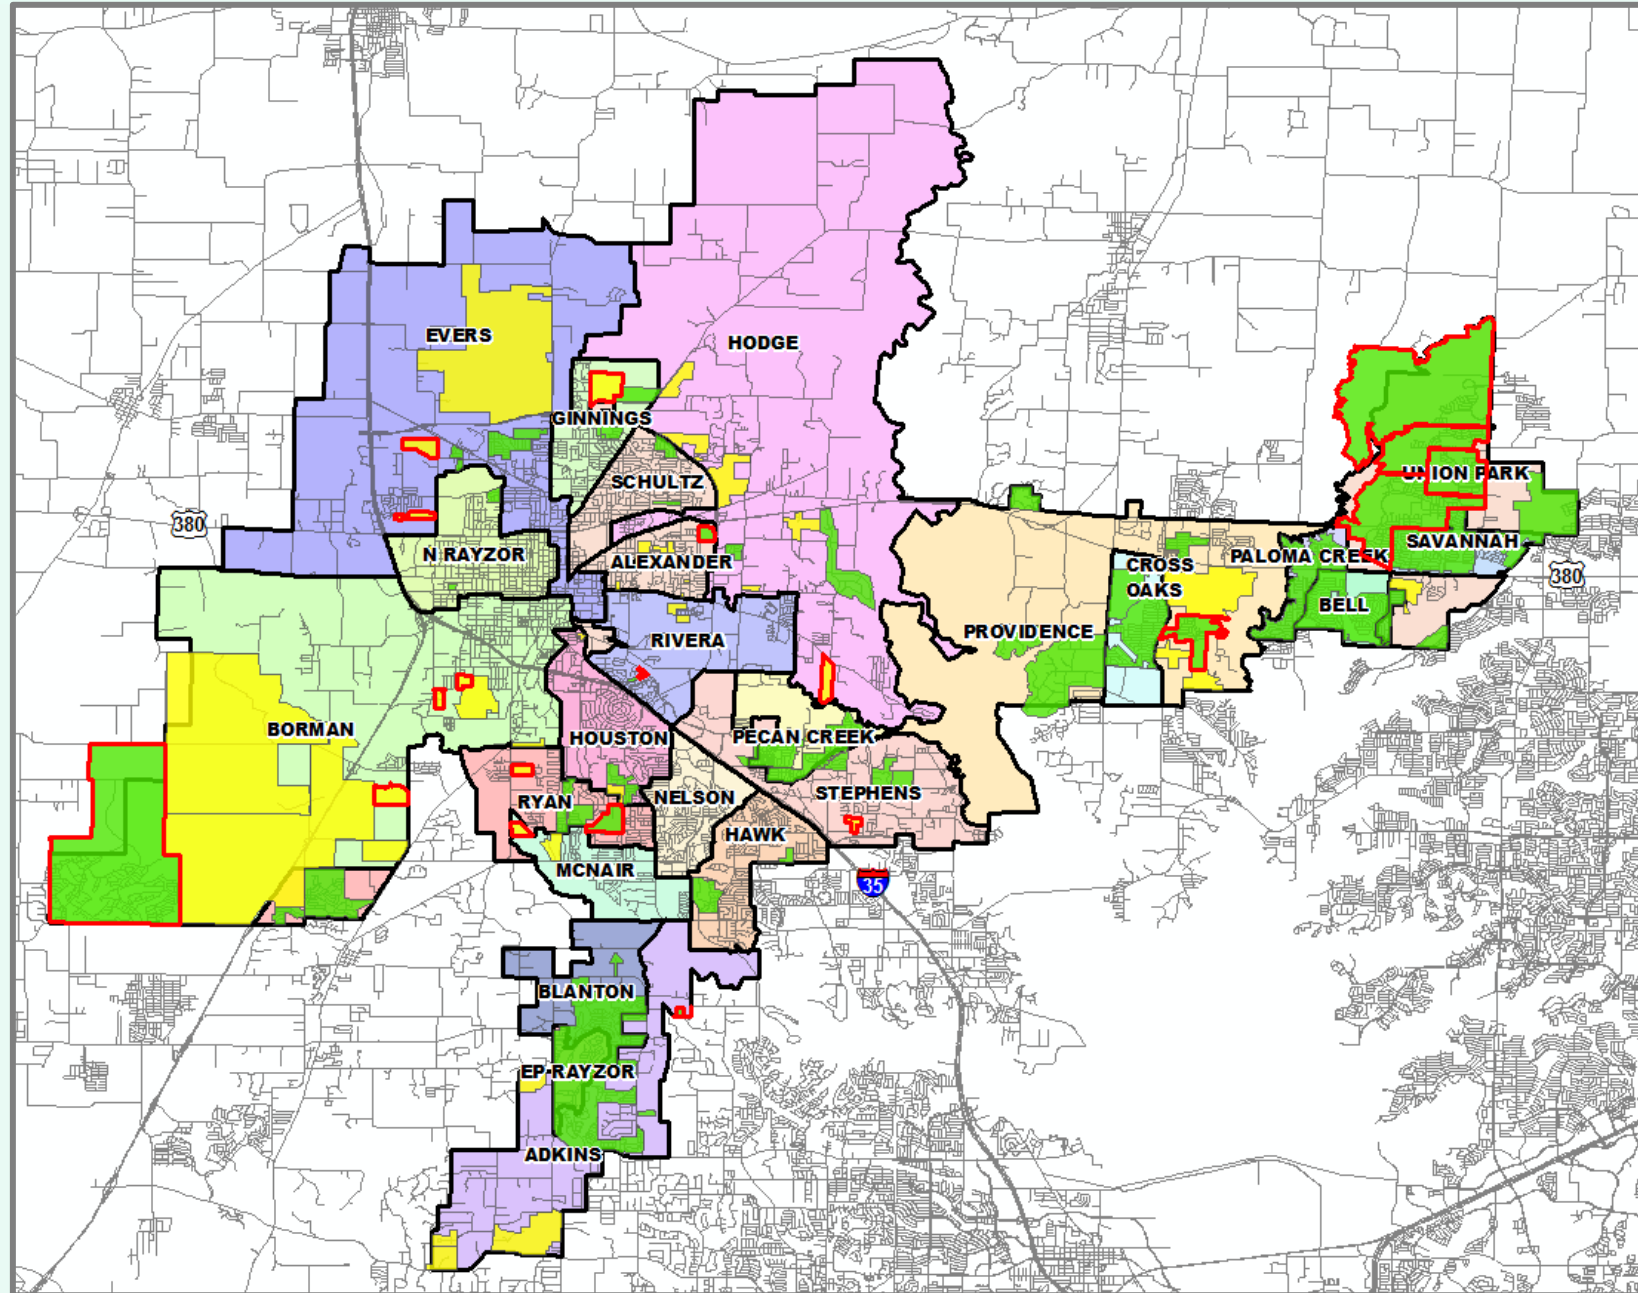 EVERS
HODGE
GINNINGS
SCHULTZ
UNION PARK
380
N RAYZOR
ALEXANDER
CROSS
OAKS
PALOMA CREEK
SAVANNAH
380
BELL
RIVERA
PROVIDENCE
BORMAN
HOUSTON
PECAN CREEK
RYAN
NELSON
STEPHENS
HAWK
MCNAIR
35
BLANTON
EP RAYZOR
ADKINS